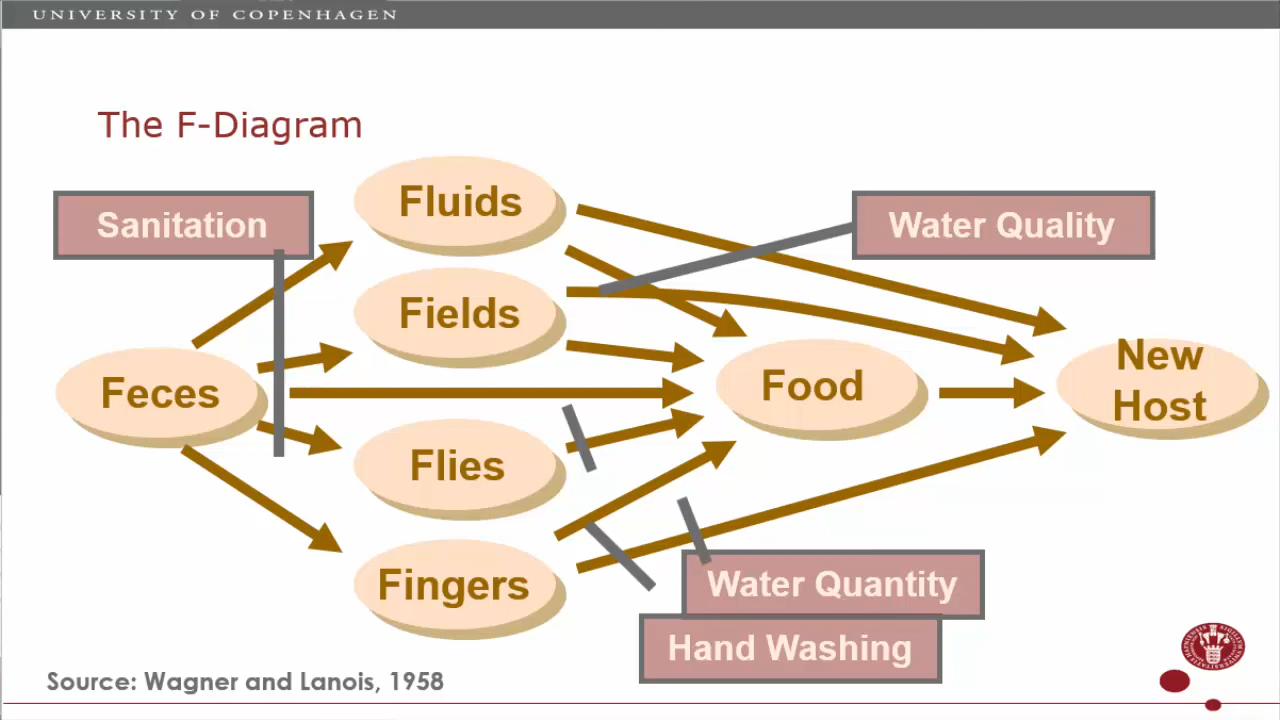 UNIVERSITY OF COPENHAGEN
The F-Diagram
Sanitation
Fluids
Water Quality
Fields
Feces
Food
New
Host
Flies
Fingers
Water Quantity
Hand Washing
Source: Wagner and Lanois, 1958